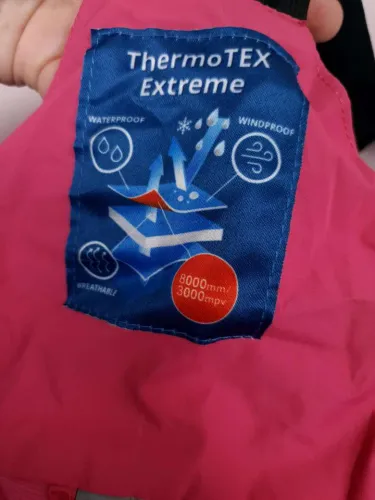 ThermoTEX
Extreme
WATERPROOF
WINDPROOF
BREATHABLE
8000mm/
3000mpv